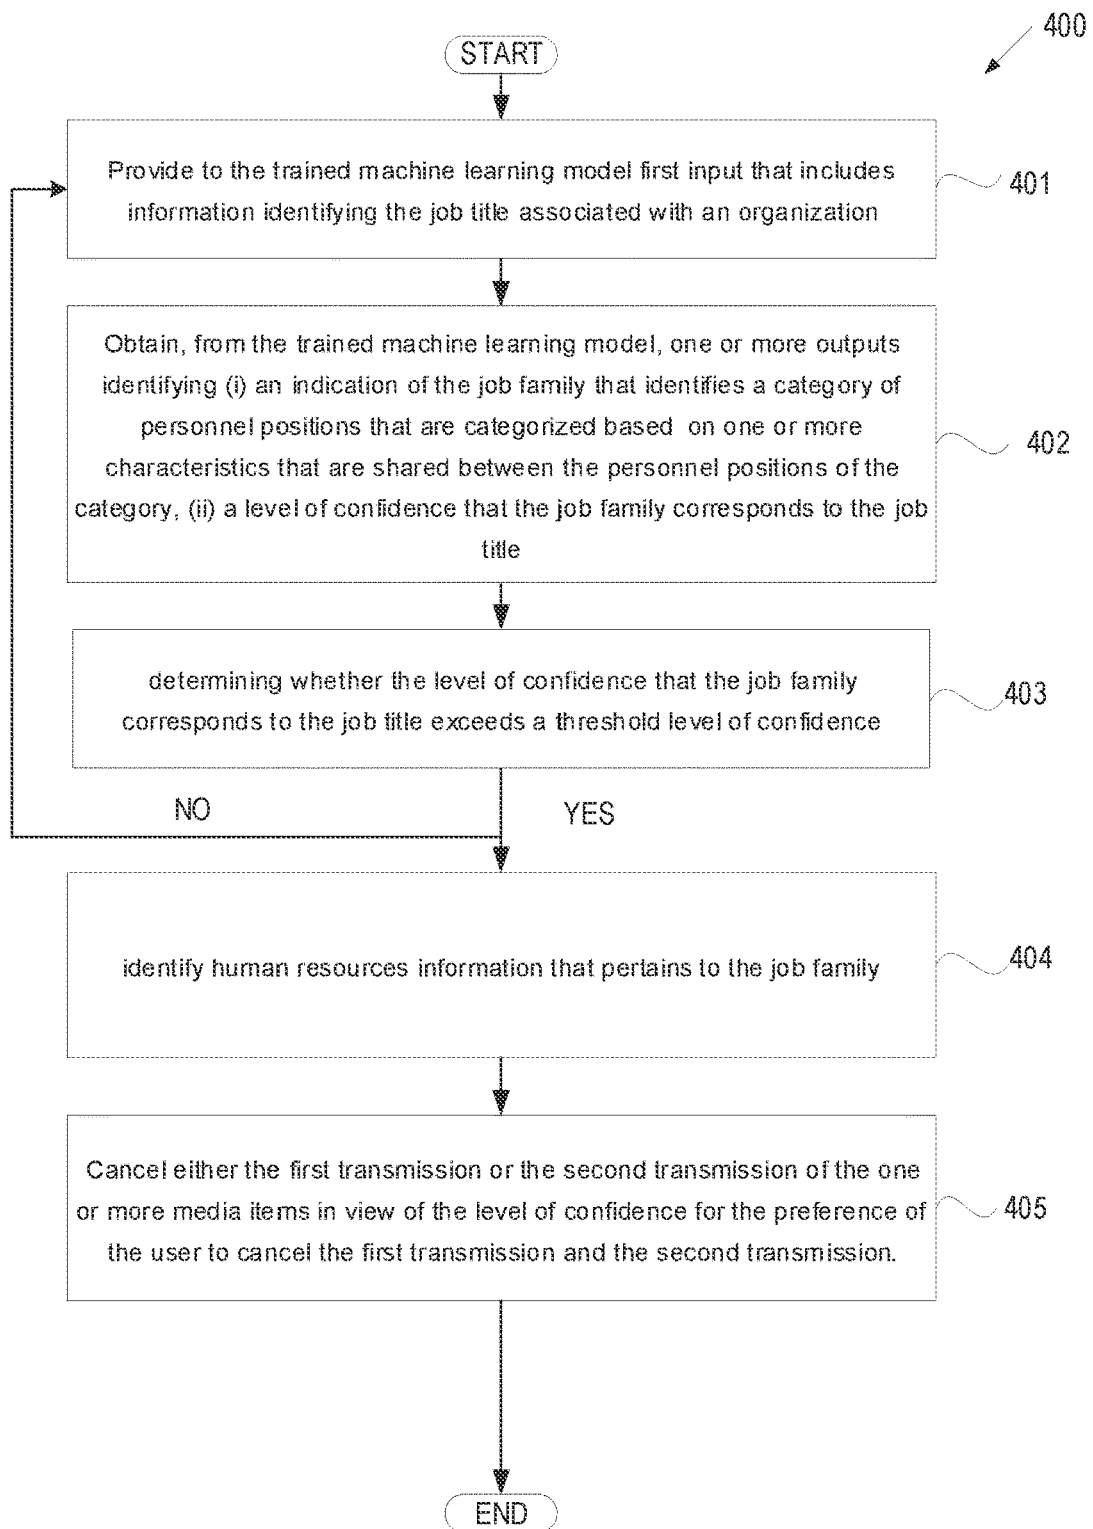 400
START
Provide to the trained machine learning model first input that includes
information identifying the job title associated with an organization
401
Obtain, from the trained machine learning model, one or more outputs
identifying (i) an indication of the job family that identifies a category of
personnel positions that are categorized based on one or more
characteristics that are shared between the personnel positions of the
category, (ii) a level of confidence that the job family corresponds to the job
title
402
determining whether the level of confidence that the job family
corresponds to the job title exceeds a threshold level of confidence
403
NO
YES
identify human resources information that pertains to the job family
404
Cancel either the first transmission or the second transmission of the one
or more media items in view of the level of confidence for the preference of
the user to cancel the first transmission and the second transmission.
405
END